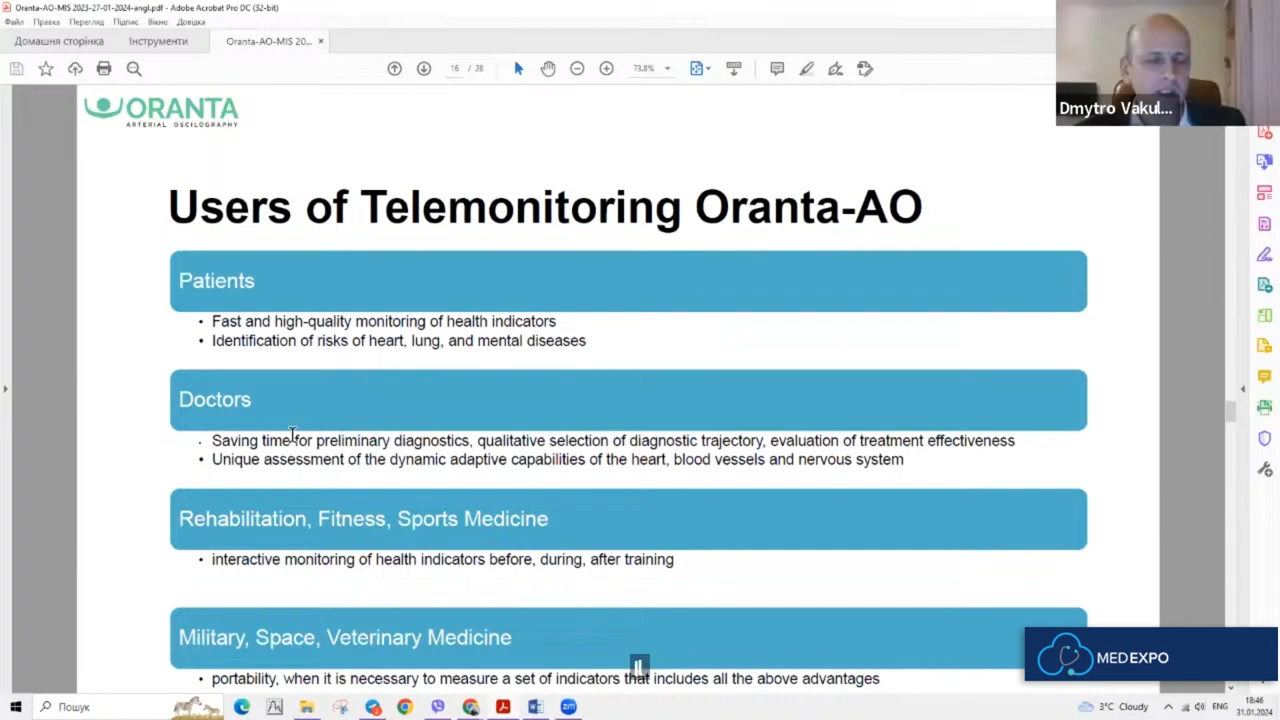 Oranta-AO-MIS 2023-27-01-2024-angl.pdf - Adobe Acrobat Pro DC (32-bit)
Файл Правка Перегляд Підпис Вікно Довідка
Домашня сторінка Інструменти Oranta-AO-MIS 20... ×
16 / 28 73,8%
Dmytro Vakul...
ORANTA
ARTERIAL OSCILOGRAPHY
Users of Telemonitoring Oranta-AO
Patients
• Fast and high-quality monitoring of health indicators
• Identification of risks of heart, lung, and mental diseases
Doctors
• Saving time for preliminary diagnostics, qualitative selection of diagnostic trajectory, evaluation of treatment effectiveness
• Unique assessment of the dynamic adaptive capabilities of the heart, blood vessels and nervous system
Rehabilitation, Fitness, Sports Medicine
• interactive monitoring of health indicators before, during, after training
Military, Space, Veterinary Medicine
• portability, when it is necessary to measure a set of indicators that includes all the above advantages
MEDEXPO
Пошук
3°C Cloudy
ENG
18:46
31.01.2024